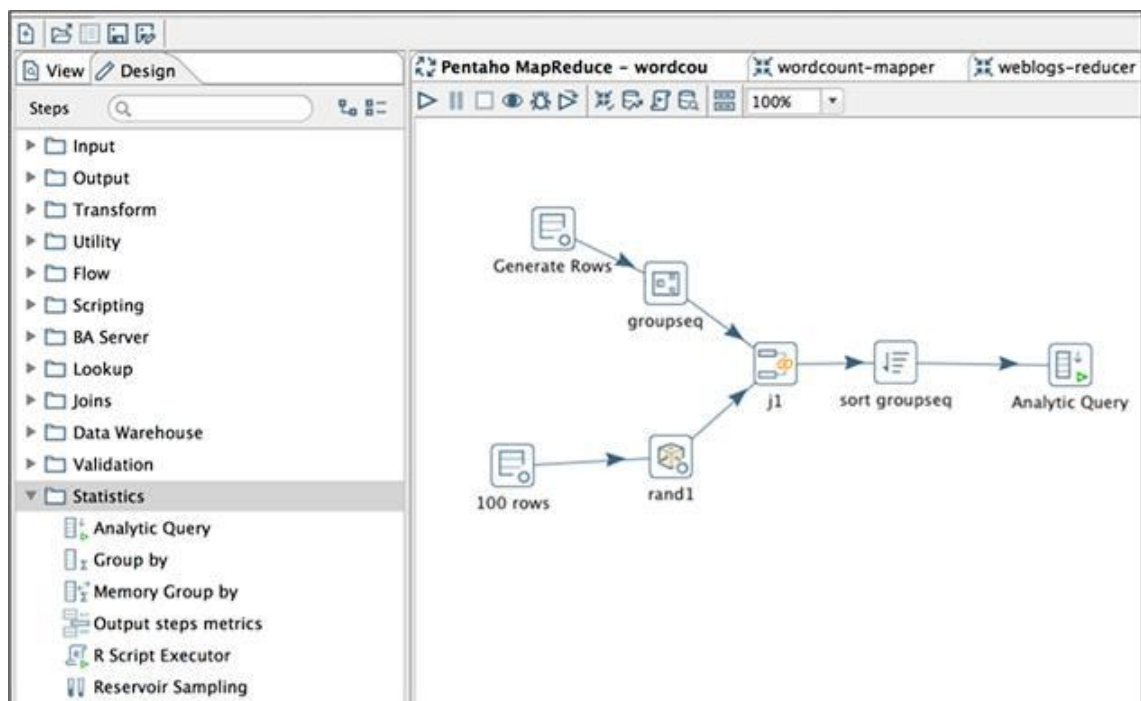 View
Design
Pentaho MapReduce - wordcou
wordcount-mapper
weblogs-reducer
Steps
100%
Input
Output
Transform
Utility
Flow
Scripting
BA Server
Lookup
Joins
Data Warehouse
Validation
Statistics
Analytic Query
Group by
Memory Group by
Output steps metrics
R Script Executor
Reservoir Sampling
Generate Rows
groupseq
j1
sort groupseq
Analytic Query
100 rows
rand1